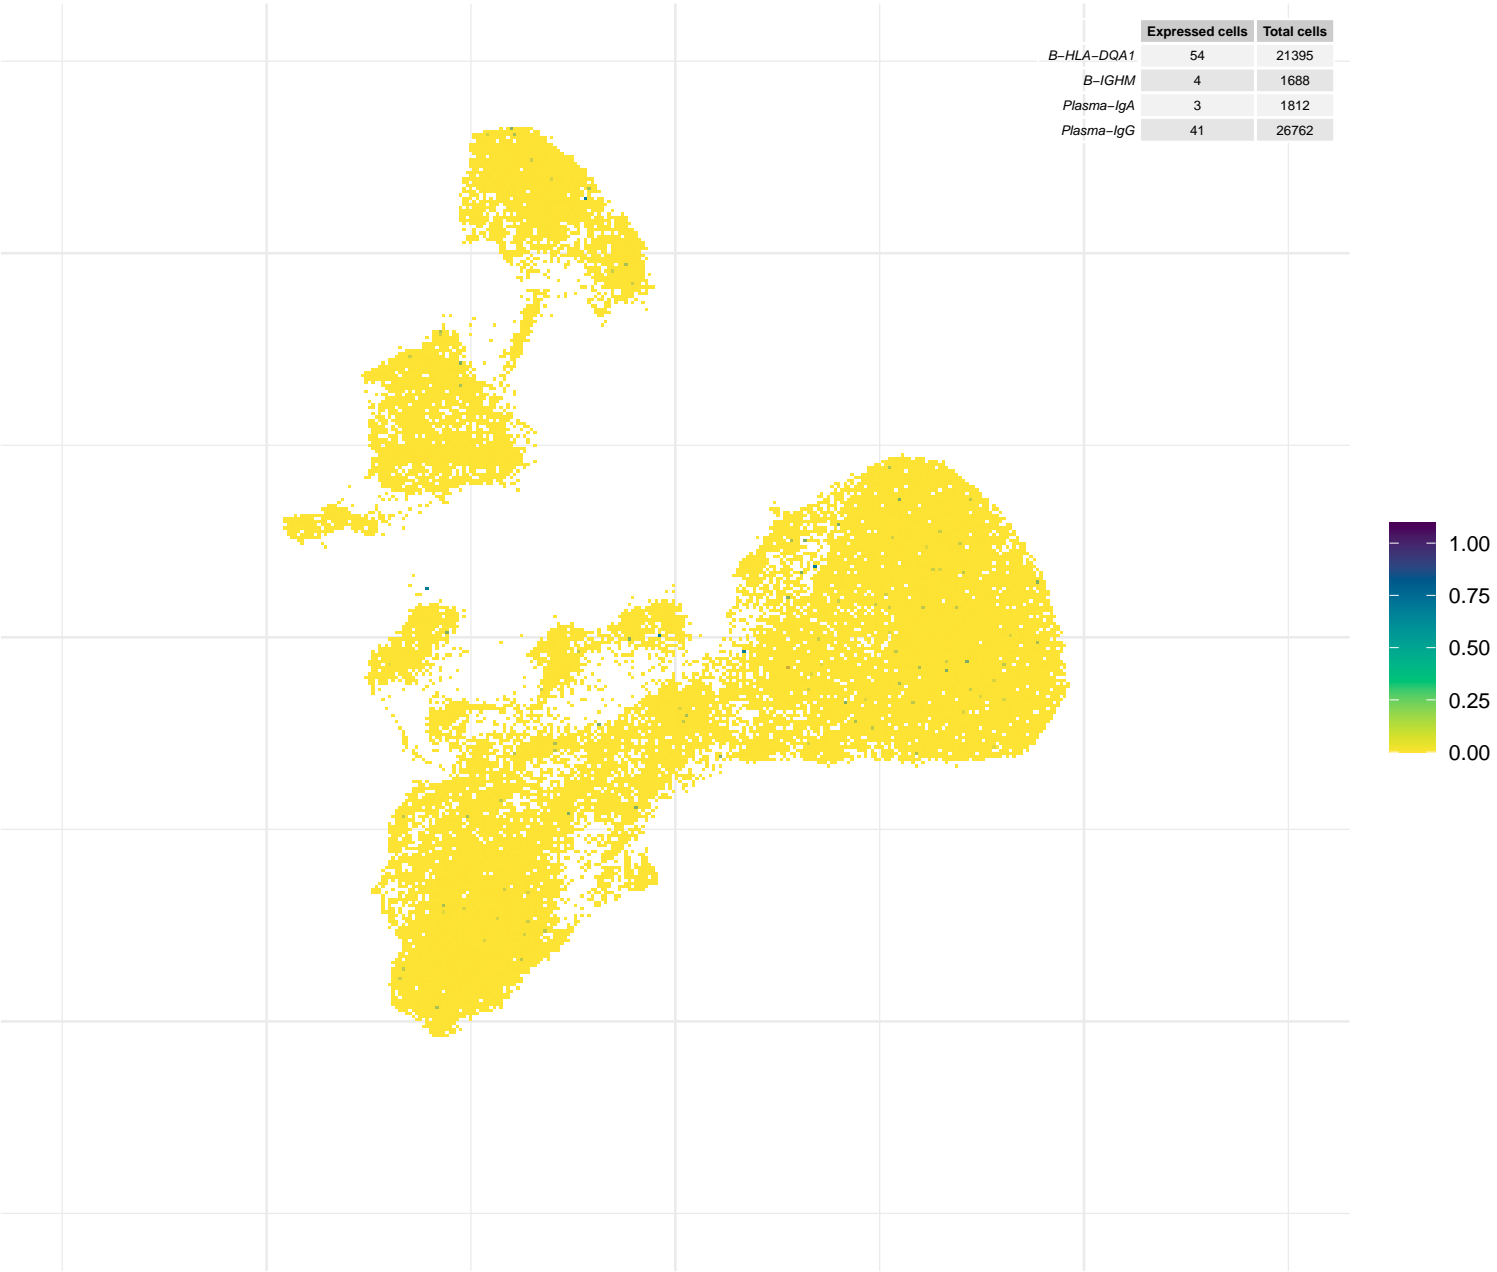 Expressed cells Total cells
B−HLA−DQA1 54 21395
B−IGHM 4 1688
Plasma−IgA 3 1812
Plasma−IgG 41 26762
1.00
0.75
0.50
0.25
0.00